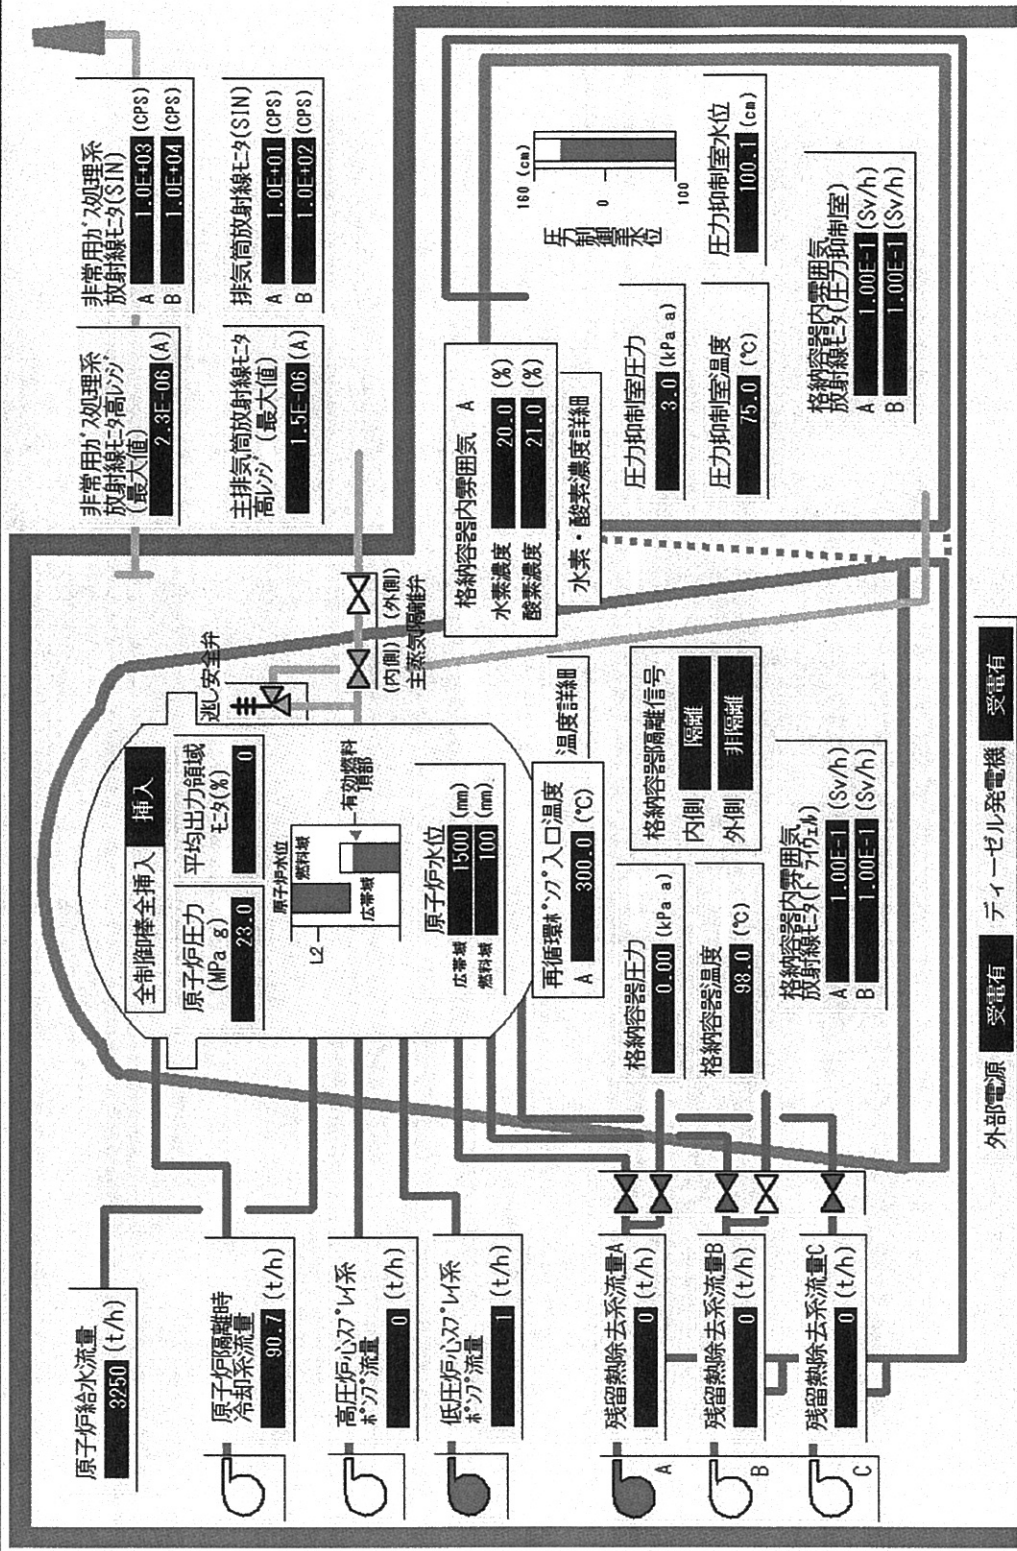 原子炉給水流量
3250 (t/h)
原子炉隔離時
冷却系流量
90.7 (t/h)
高圧炉心スプレイ系
ポンプ流量
0 (t/h)
低圧炉心スプレイ系
ポンプ流量
1 (t/h)
残留熱除去系流量A
0 (t/h)
A
残留熱除去系流量B
0 (t/h)
B
残留熱除去系流量C
0 (t/h)
C
全制御棒全挿入 挿入
原子炉圧力
(MPa g)
23.0
平均出力領域
モニタ(%)
0
原子炉水位
燃料域
L2
広帯域
有効燃料
頂部
原子炉水位
広帯域 1500 (mm)
燃料域 100 (mm)
再循環ポンプ入口温度
A 300.0 (℃)
温度詳細
逃し安全弁
(内側) (外側)
主蒸気隔離弁
格納容器圧力
0.00 (kPa a)
格納容器温度
98.0 (℃)
格納容器部隔離信号
内側 隔離
外側 非隔離
格納容器内雰囲気
放射線モニタ(ドライウェル)
A 1.00E-1 (Sv/h)
B 1.00E-1 (Sv/h)
外部電源 受電有
ディーゼル発電機 受電有
非常用ガス処理系
放射線モニタ高レンジ
(最大値)
2.3E-06 (A)
非常用ガス処理系
放射線モニタ(SIN)
A 1.0E+03 (CPS)
B 1.0E+04 (CPS)
主排気筒放射線モニタ
高レンジ (最大値)
1.5E-06 (A)
排気筒放射線モニタ(SIN)
A 1.0E+01 (CPS)
B 1.0E+02 (CPS)
格納容器内雰囲気 A
水素濃度 20.0 (%)
酸素濃度 21.0 (%)
水素・酸素濃度詳細
圧力制御室水位
160 (cm)
0
100
圧力抑制室圧力
3.0 (kPa a)
圧力抑制室水位
100.1 (cm)
圧力抑制室温度
75.0 (℃)
格納容器内雰囲気
放射線モニタ(圧力抑制室)
A 1.00E-1 (Sv/h)
B 1.00E-1 (Sv/h)